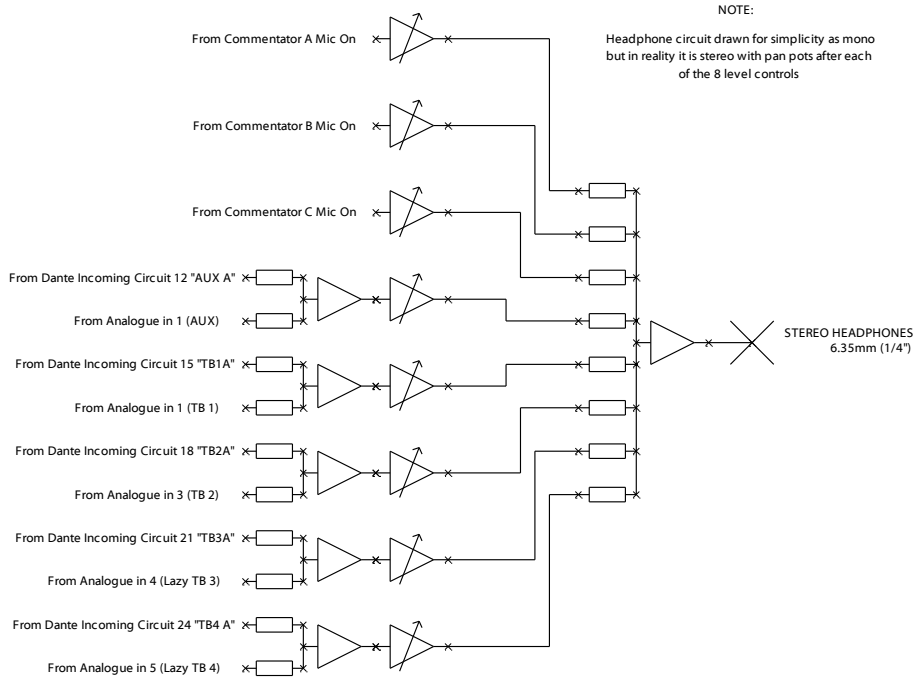 NOTE:
Headphone circuit drawn for simplicity as mono
but in reality it is stereo with pan pots after each
of the 8 level controls
From Commentator A Mic On
From Commentator B Mic On
From Commentator C Mic On
From Dante Incoming Circuit 12 "AUX A"
From Analogue in 1 (AUX)
From Dante Incoming Circuit 15 "TB1A"
From Analogue in 1 (TB 1)
From Dante Incoming Circuit 18 "TB2A"
From Analogue in 3 (TB 2)
From Dante Incoming Circuit 21 "TB3A"
From Analogue in 4 (Lazy TB 3)
From Dante Incoming Circuit 24 "TB4 A"
From Analogue in 5 (Lazy TB 4)
STEREO HEADPHONES
6.35mm (1/4")